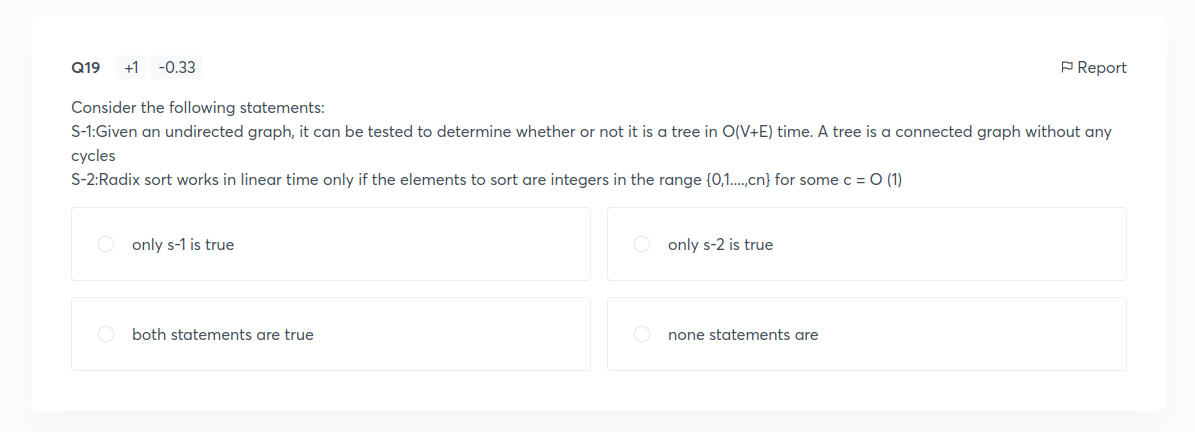 Q19 +1 -0.33 Report
Consider the following statements:
S-1:Given an undirected graph, it can be tested to determine whether or not it is a tree in O(V+E) time. A tree is a connected graph without any
cycles
S-2:Radix sort works in linear time only if the elements to sort are integers in the range {0,1....,cn} for some c = O (1)
only s-1 is true
only s-2 is true
both statements are true
none statements are